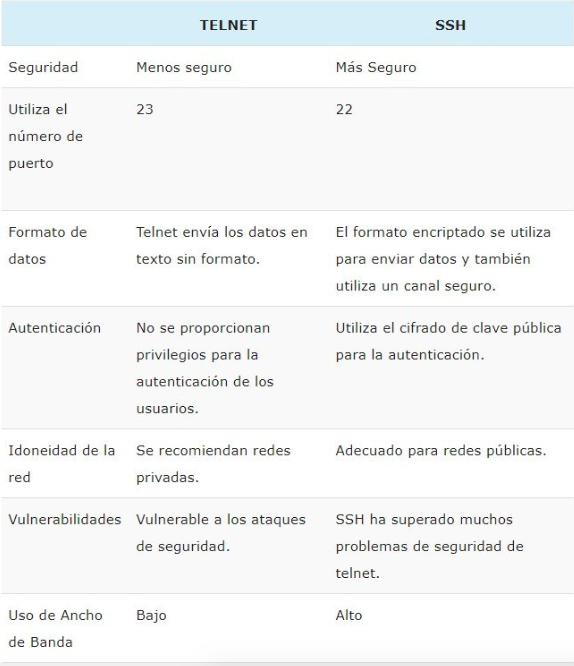 TELNET SSH
Seguridad Menos seguro Más Seguro
Utiliza el 23 22
número de
puerto
Formato de Telnet envía los datos en El formato encriptado se utiliza
datos texto sin formato. para enviar datos y también
utiliza un canal seguro.
Autenticación No se proporcionan Utiliza el cifrado de clave pública
privilegios para la para la autenticación.
autenticación de los
usuarios.
Idoneidad de la Se recomiendan redes Adecuado para redes públicas.
red privadas.
Vulnerabilidades Vulnerable a los ataques SSH ha superado muchos
de seguridad. problemas de seguridad de
telnet.
Uso de Ancho Bajo Alto
de Banda